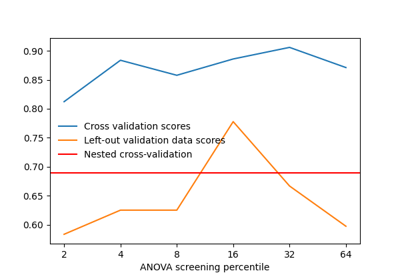 0.90
0.85
0.80
0.75
0.70
0.65
0.60
Cross validation scores
Left-out validation data scores
Nested cross-validation
2 4 8 16 32 64
ANOVA screening percentile